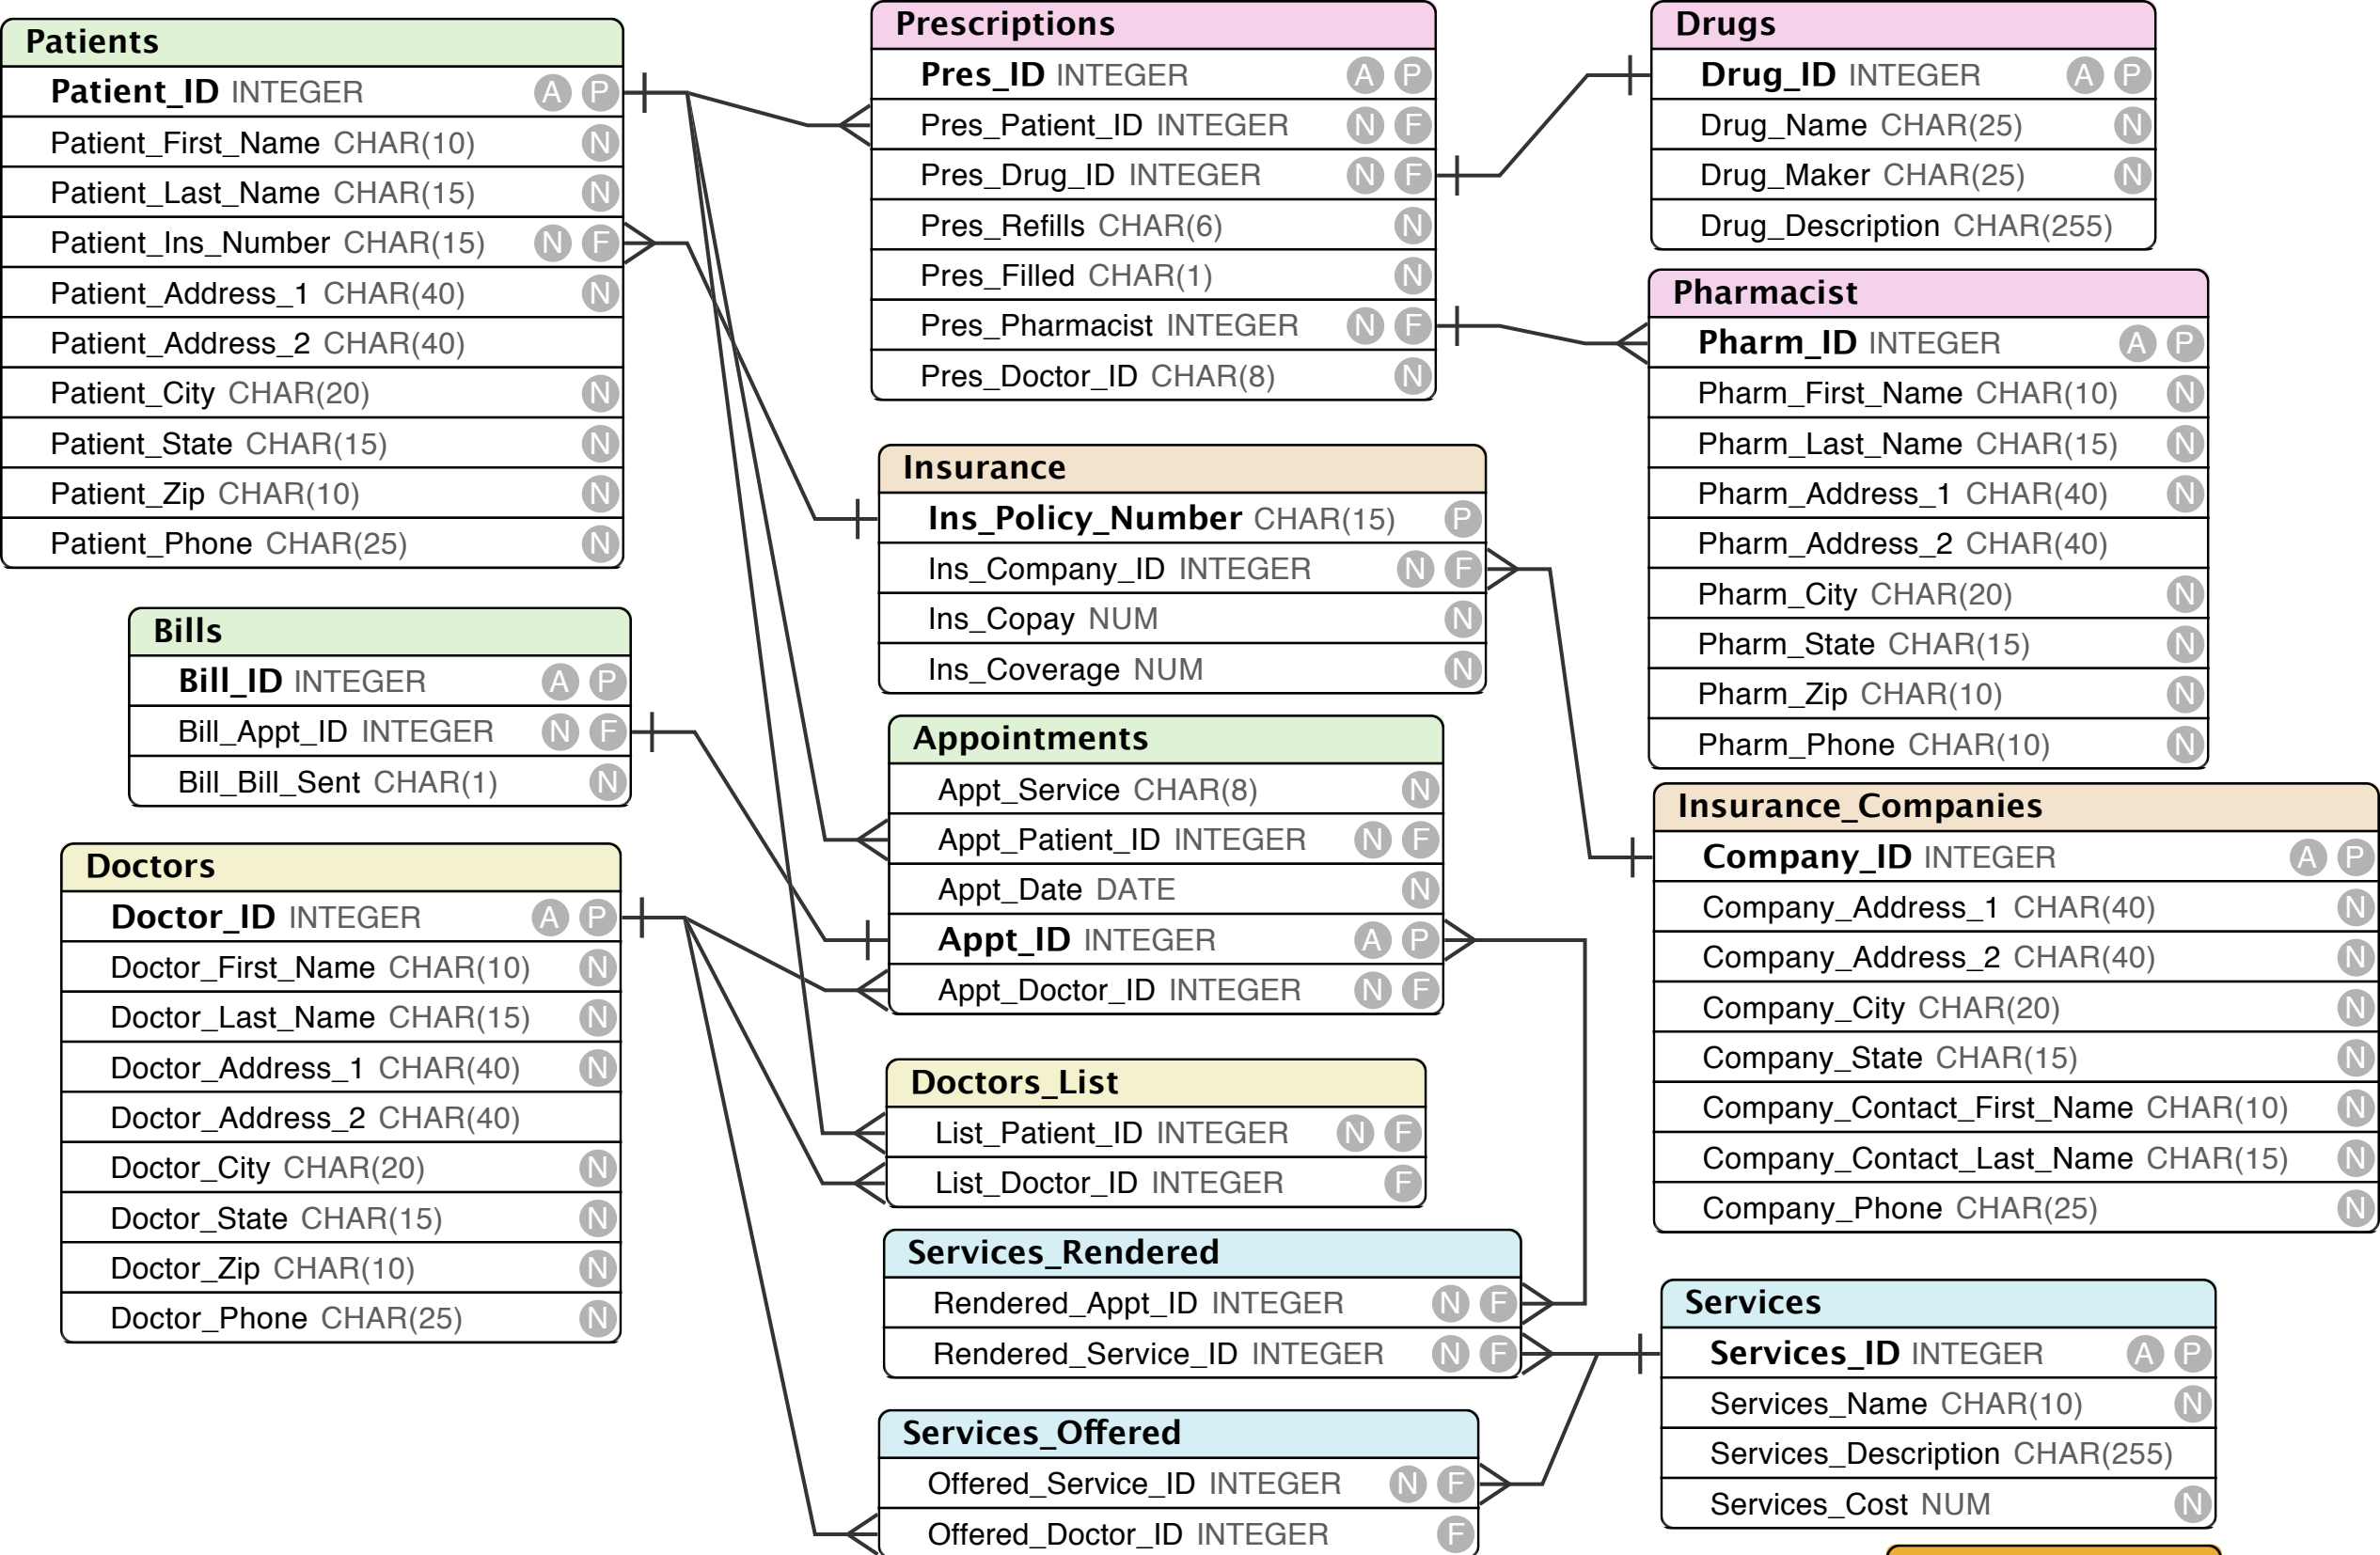 Patients
Patient_ID INTEGER A P
Patient_First_Name CHAR(10) N
Patient_Last_Name CHAR(15) N
Patient_Ins_Number CHAR(15) N F
Patient_Address_1 CHAR(40) N
Patient_Address_2 CHAR(40)
Patient_City CHAR(20) N
Patient_State CHAR(15) N
Patient_Zip CHAR(10) N
Patient_Phone CHAR(25) N
Bills
Bill_ID INTEGER A P
Bill_Appt_ID INTEGER N F
Bill_Bill_Sent CHAR(1) N
Doctors
Doctor_ID INTEGER A P
Doctor_First_Name CHAR(10) N
Doctor_Last_Name CHAR(15) N
Doctor_Address_1 CHAR(40) N
Doctor_Address_2 CHAR(40)
Doctor_City CHAR(20) N
Doctor_State CHAR(15) N
Doctor_Zip CHAR(10) N
Doctor_Phone CHAR(25) N
Prescriptions
Pres_ID INTEGER A P
Pres_Patient_ID INTEGER N F
Pres_Drug_ID INTEGER N F
Pres_Refills CHAR(6) N
Pres_Filled CHAR(1) N
Pres_Pharmacist INTEGER N F
Pres_Doctor_ID CHAR(8) N
Insurance
Ins_Policy_Number CHAR(15) P
Ins_Company_ID INTEGER N F
Ins_Copay NUM N
Ins_Coverage NUM N
Appointments
Appt_Service CHAR(8) N
Appt_Patient_ID INTEGER N F
Appt_Date DATE N
Appt_ID INTEGER A P
Appt_Doctor_ID INTEGER N F
Doctors_List
List_Patient_ID INTEGER N F
List_Doctor_ID INTEGER F
Services_Rendered
Rendered_Appt_ID INTEGER N F
Rendered_Service_ID INTEGER N F
Services_Offered
Offered_Service_ID INTEGER N F
Offered_Doctor_ID INTEGER F
Drugs
Drug_ID INTEGER A P
Drug_Name CHAR(25) N
Drug_Maker CHAR(25) N
Drug_Description CHAR(255)
Pharmacist
Pharm_ID INTEGER A P
Pharm_First_Name CHAR(10) N
Pharm_Last_Name CHAR(15) N
Pharm_Address_1 CHAR(40) N
Pharm_Address_2 CHAR(40)
Pharm_City CHAR(20) N
Pharm_State CHAR(15) N
Pharm_Zip CHAR(10) N
Pharm_Phone CHAR(10) N
Insurance_Companies
Company_ID INTEGER A P
Company_Address_1 CHAR(40) N
Company_Address_2 CHAR(40) N
Company_City CHAR(20) N
Company_State CHAR(15) N
Company_Contact_First_Name CHAR(10) N
Company_Contact_Last_Name CHAR(15) N
Company_Phone CHAR(25) N
Services
Services_ID INTEGER A P
Services_Name CHAR(10) N
Services_Description CHAR(255)
Services_Cost NUM N